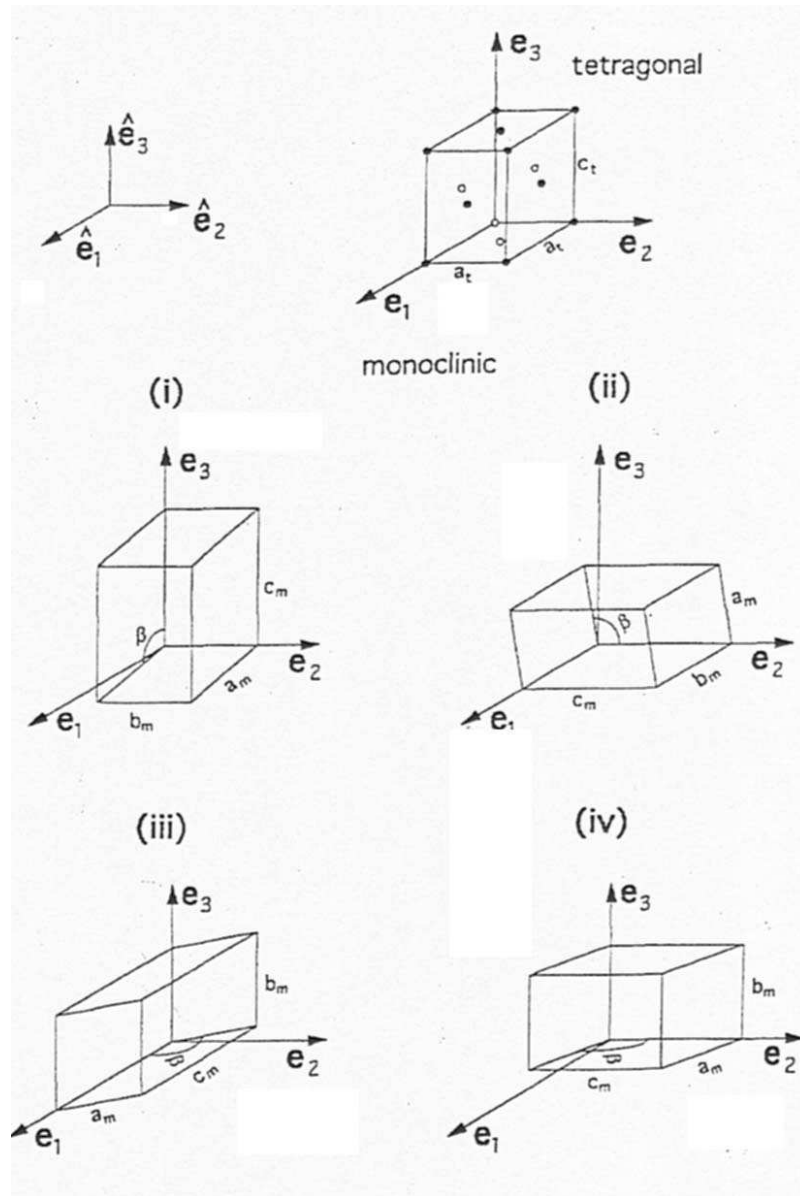 e3
tetragonal
ê3
ê2
ê1
ct
at
at
e2
e1
monoclinic
(i)
(ii)
e3
cm
β
e2
am
bm
e1
e3
am
β
e2
bm
cm
e1
(iii)
(iv)
e3
bm
e2
β
cm
am
e1
e3
bm
e2
β
cm
am
e1